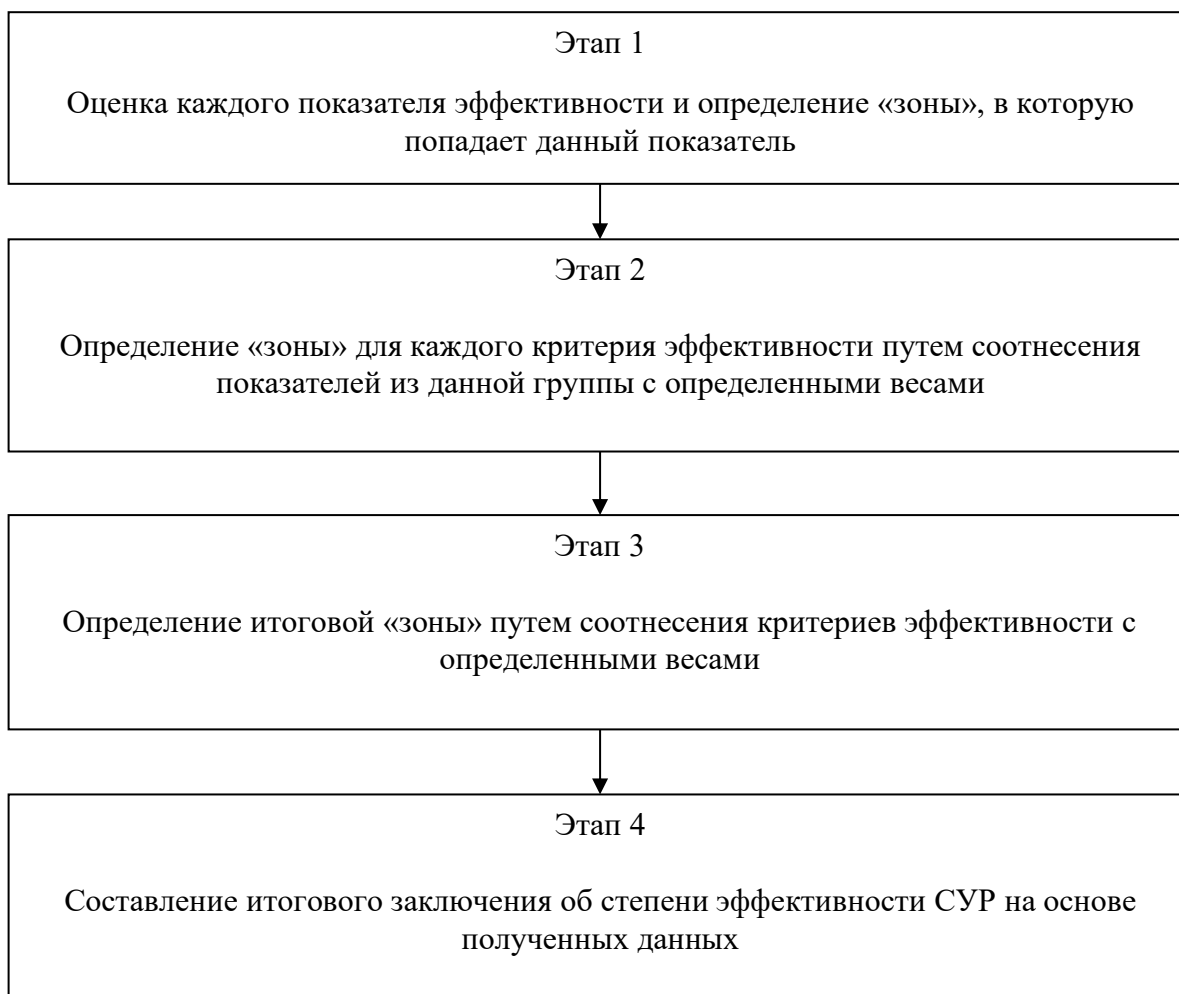 Этап 1
Оценка каждого показателя эффективности и определение «зоны», в которую
попадает данный показатель
Этап 2
Определение «зоны» для каждого критерия эффективности путем соотнесения
показателей из данной группы с определенными весами
Этап 3
Определение итоговой «зоны» путем соотнесения критериев эффективности с
определенными весами
Этап 4
Составление итогового заключения об степени эффективности СУР на основе
полученных данных